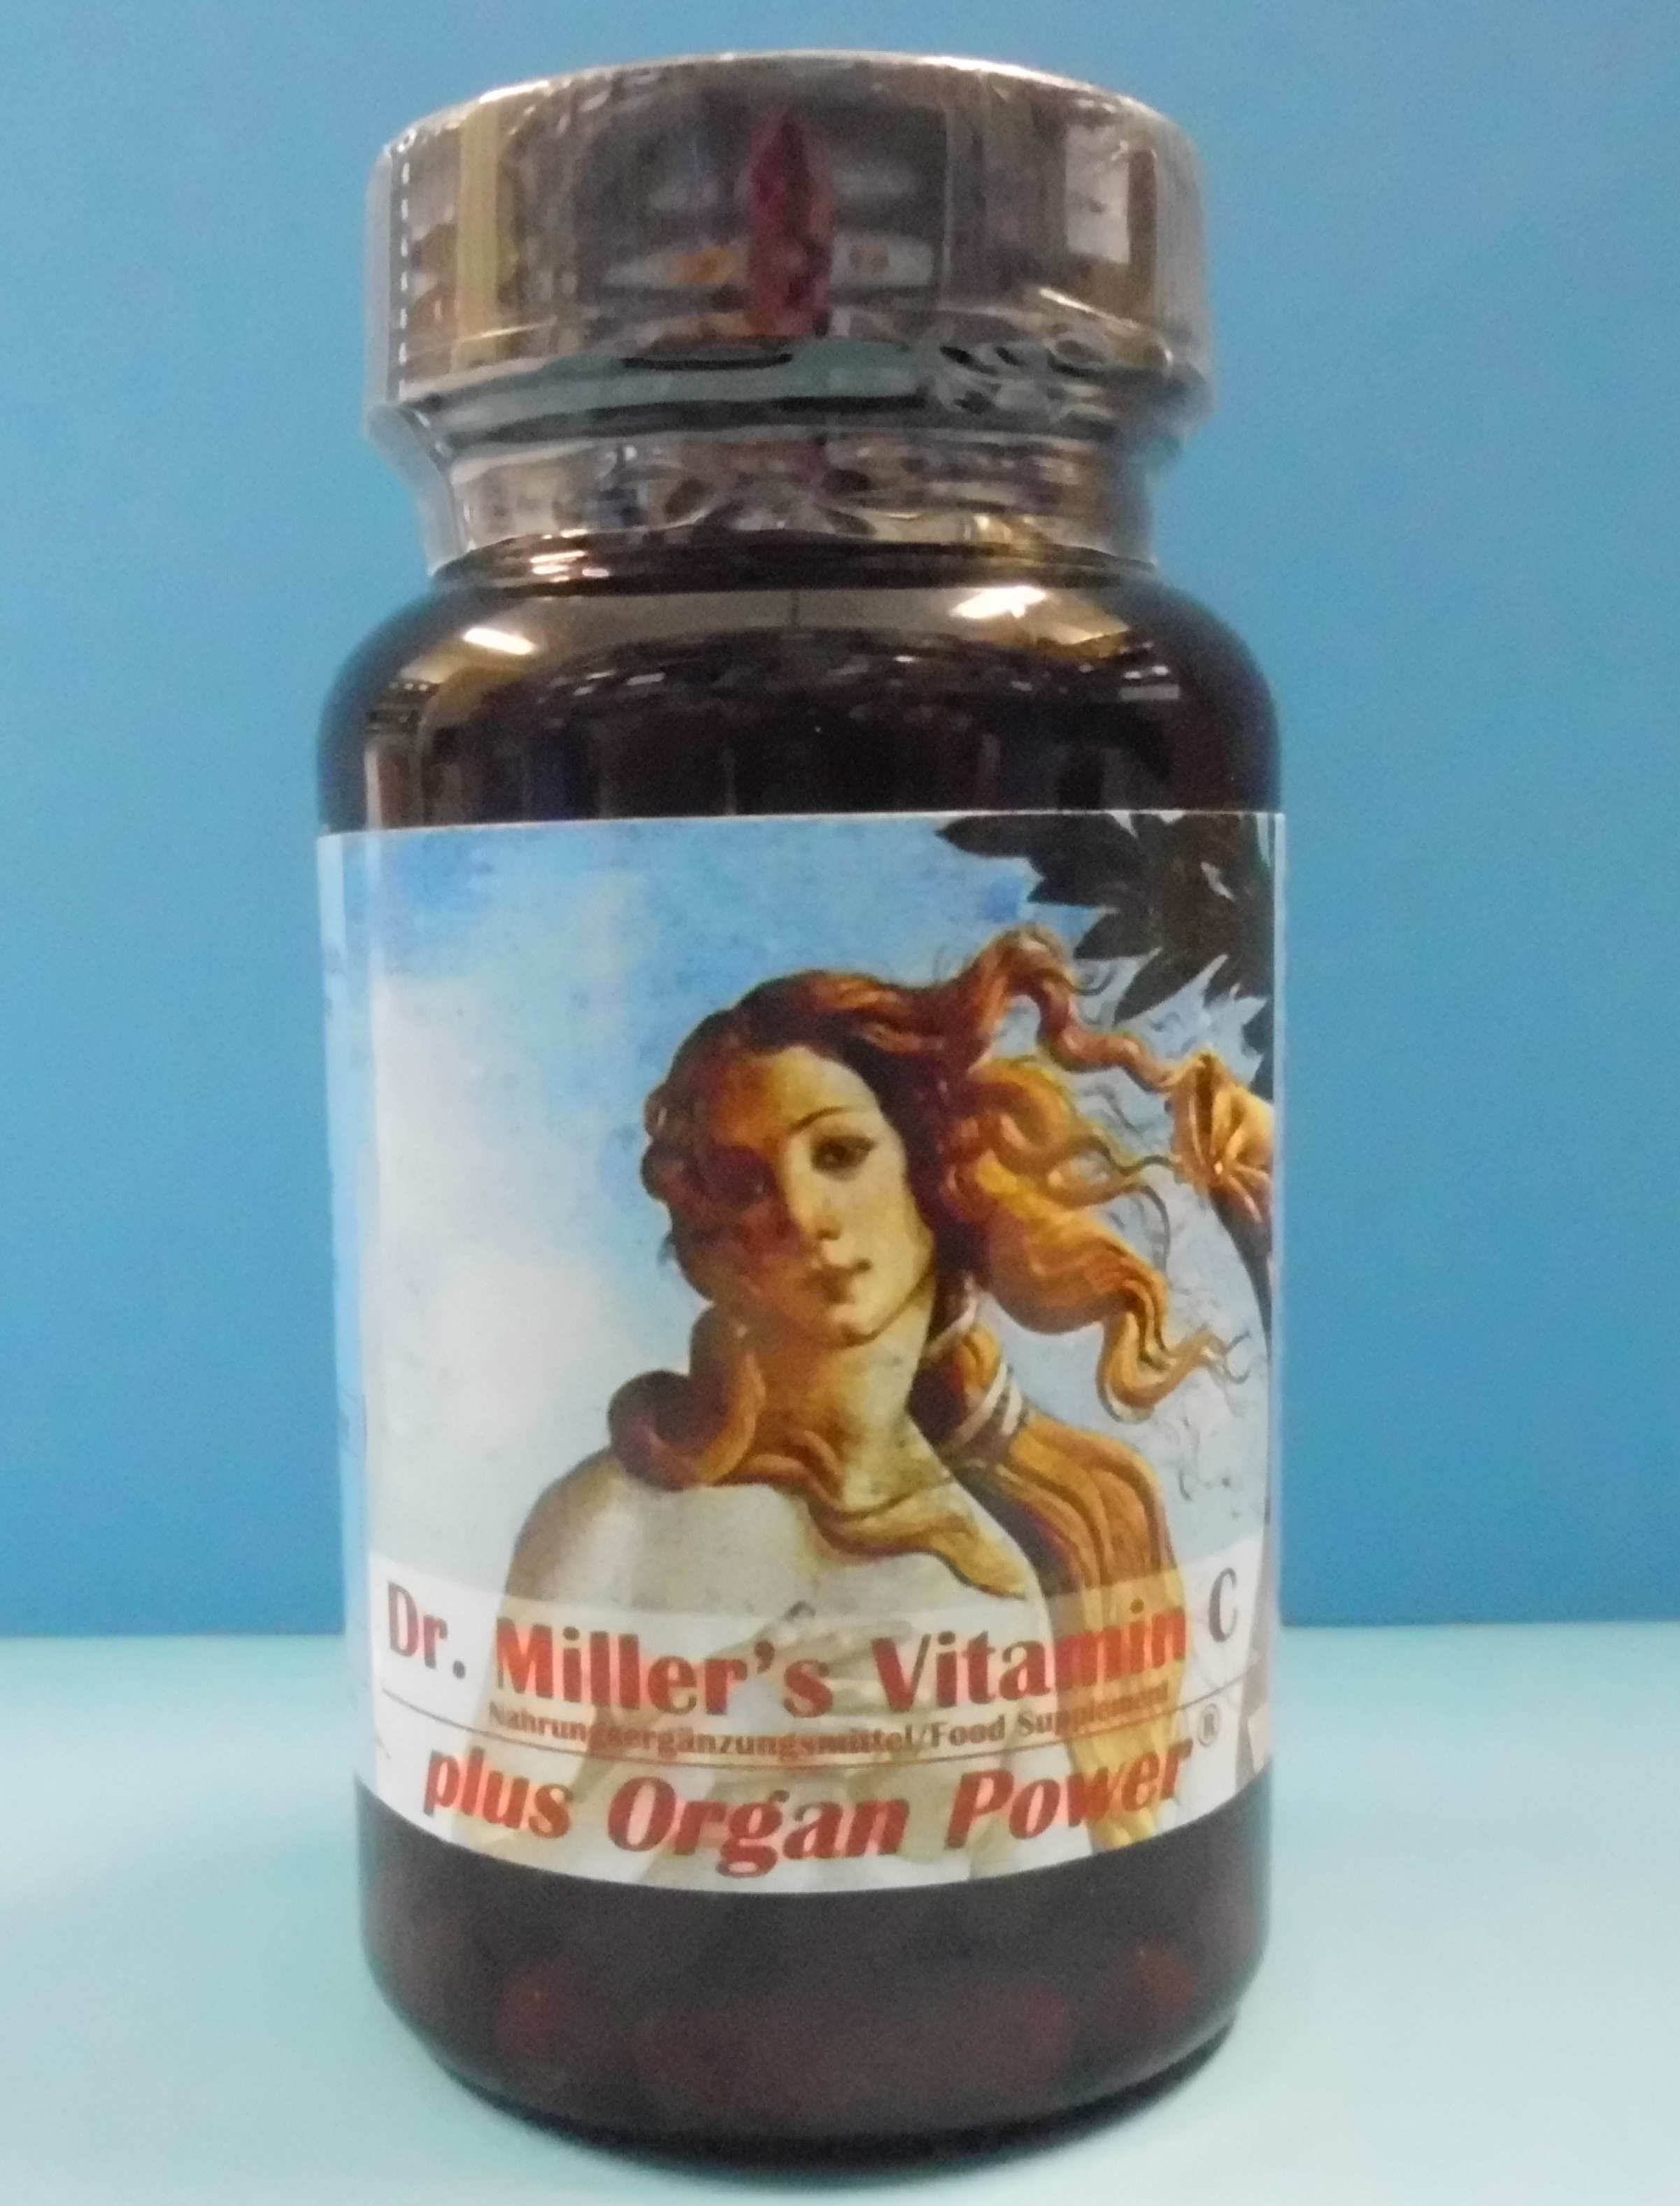 Dr. Miller's Vitamin C
Nahrungsergänzungsmittel/Food Supplement
plus Organ Power®